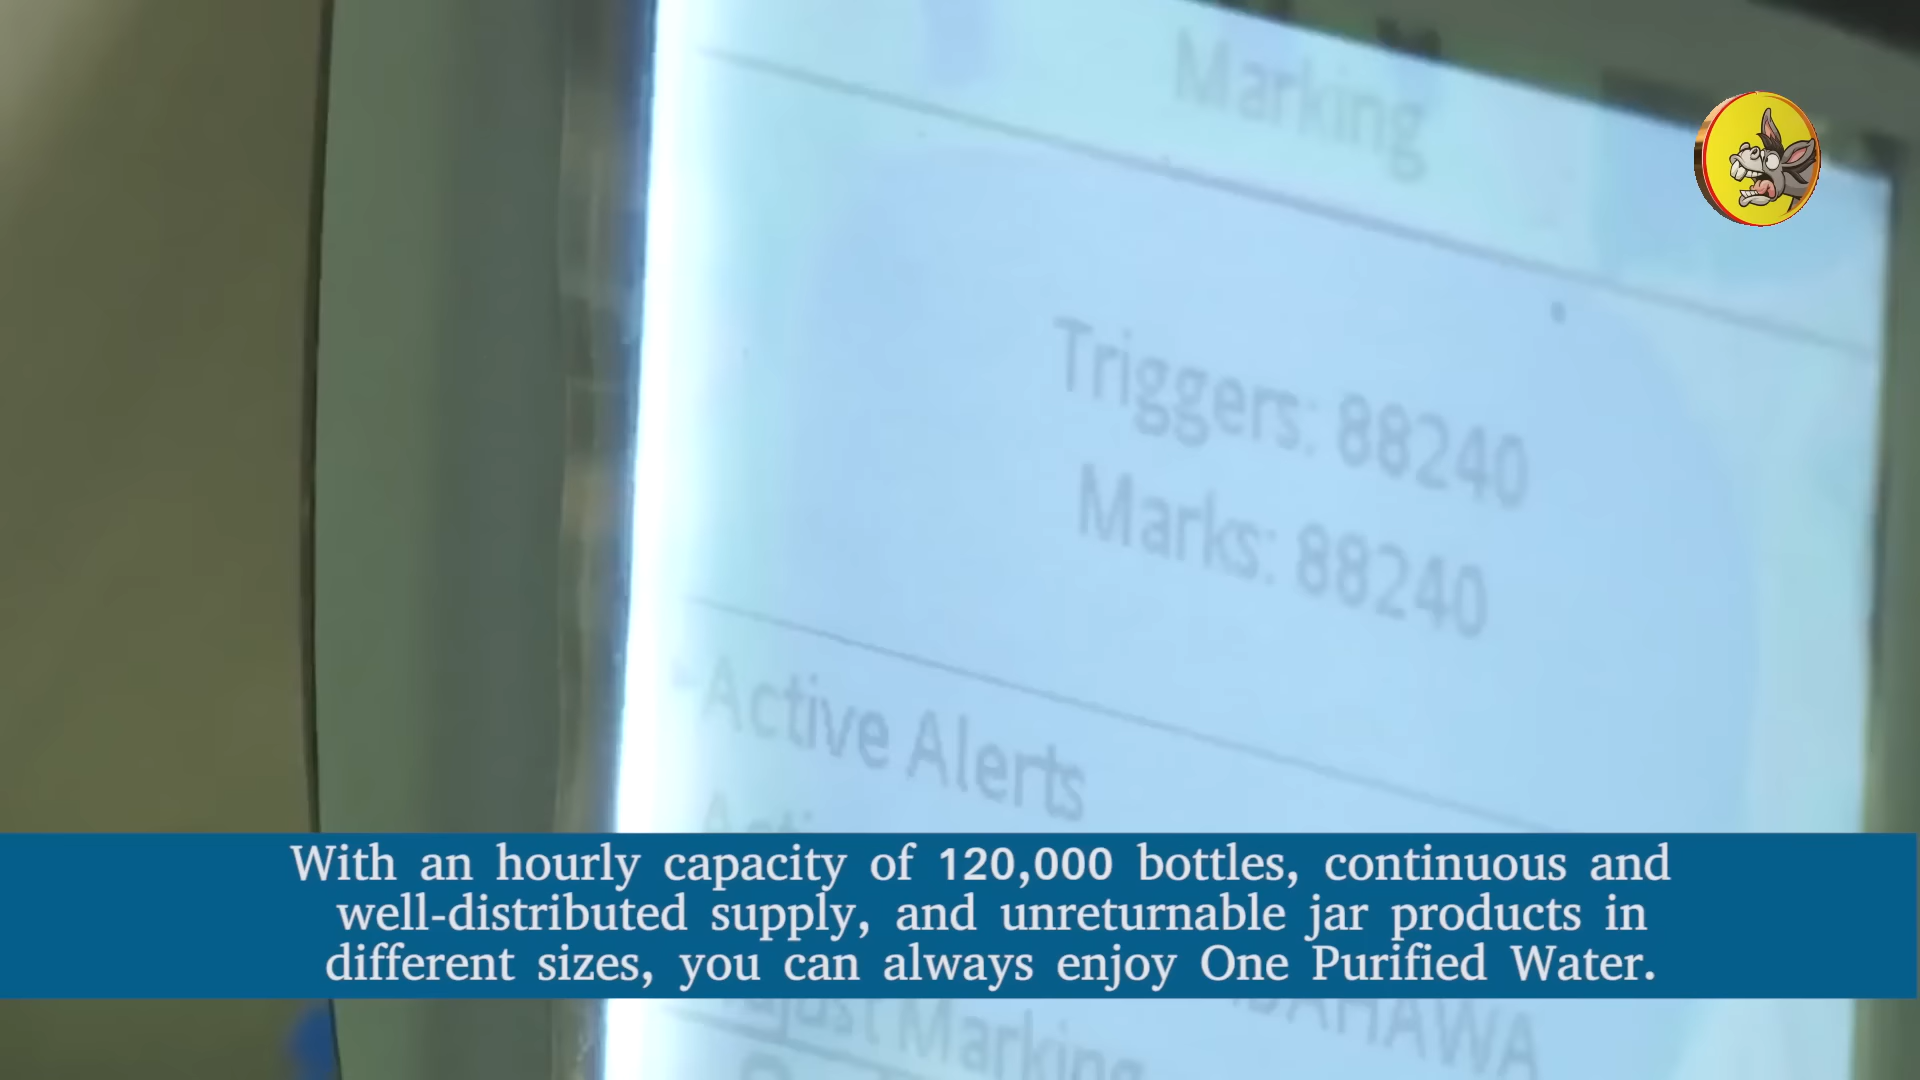 Marking
Triggers: 88240
Marks: 88240
Active Alerts
With an hourly capacity of 120,000 bottles, continuous and
well-distributed supply, and unreturnable jar products in
different sizes, you can always enjoy One Purified Water.
Marking